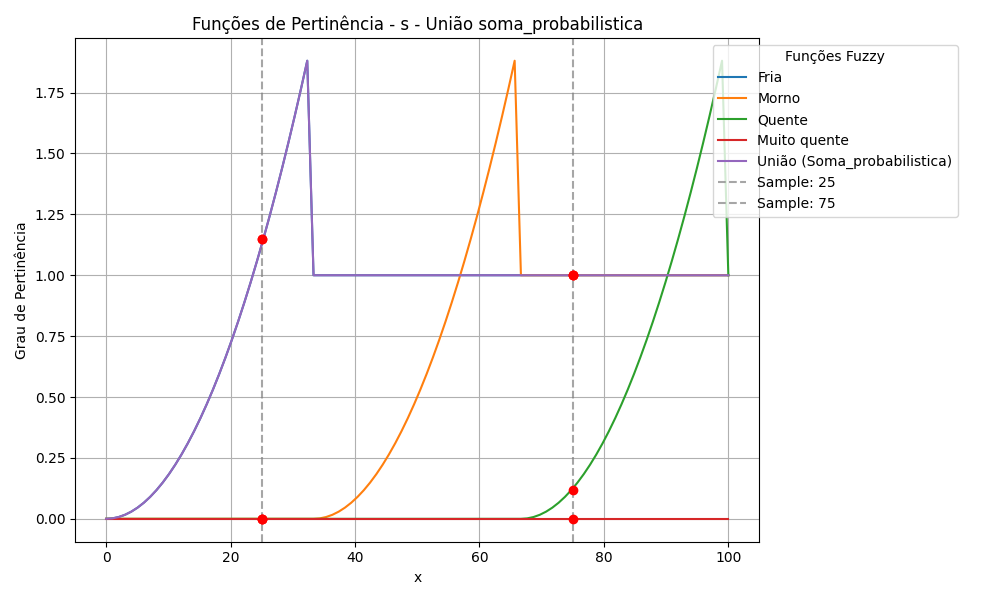 Funções de Pertinência - s - União soma_probabilistica
Grau de Pertinência
1.75
1.50
1.25
1.00
0.75
0.50
0.25
0.00
0 20 40 60 80 100
x
Funções Fuzzy
Fria
Morno
Quente
Muito quente
União (Soma_probabilistica)
Sample: 25
Sample: 75